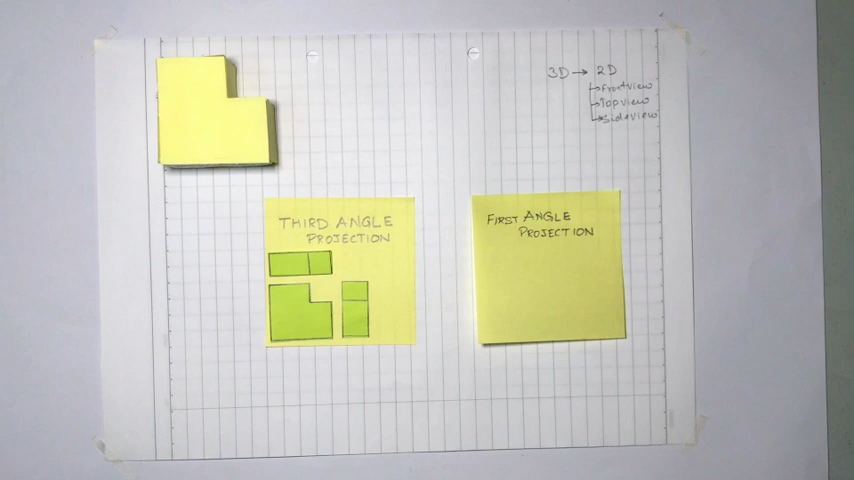 3D → 2D
Frontview
Topview
Sideview
THIRD ANGLE
PROJECTION
FIRST ANGLE
PROJECTION